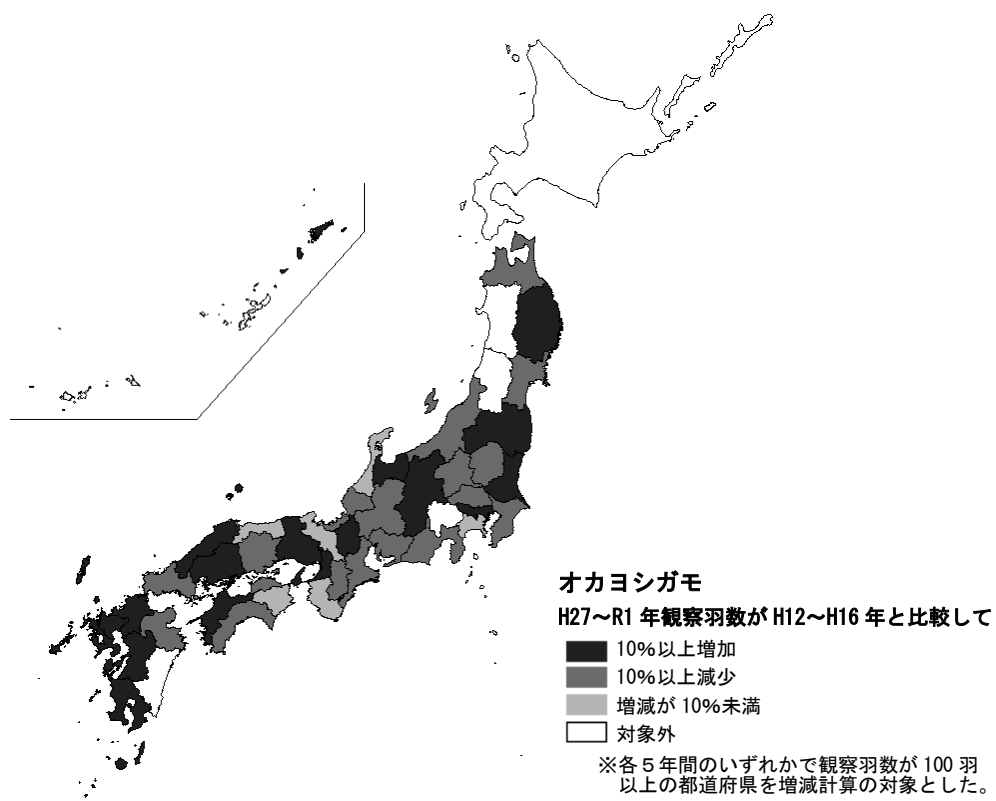 オカヨシガモ
H27～R1 年観察羽数が H12～H16 年と比較して
10%以上増加
10%以上減少
増減が 10%未満
対象外
※各５年間のいずれかで観察羽数が 100 羽
以上の都道府県を増減計算の対象とした。